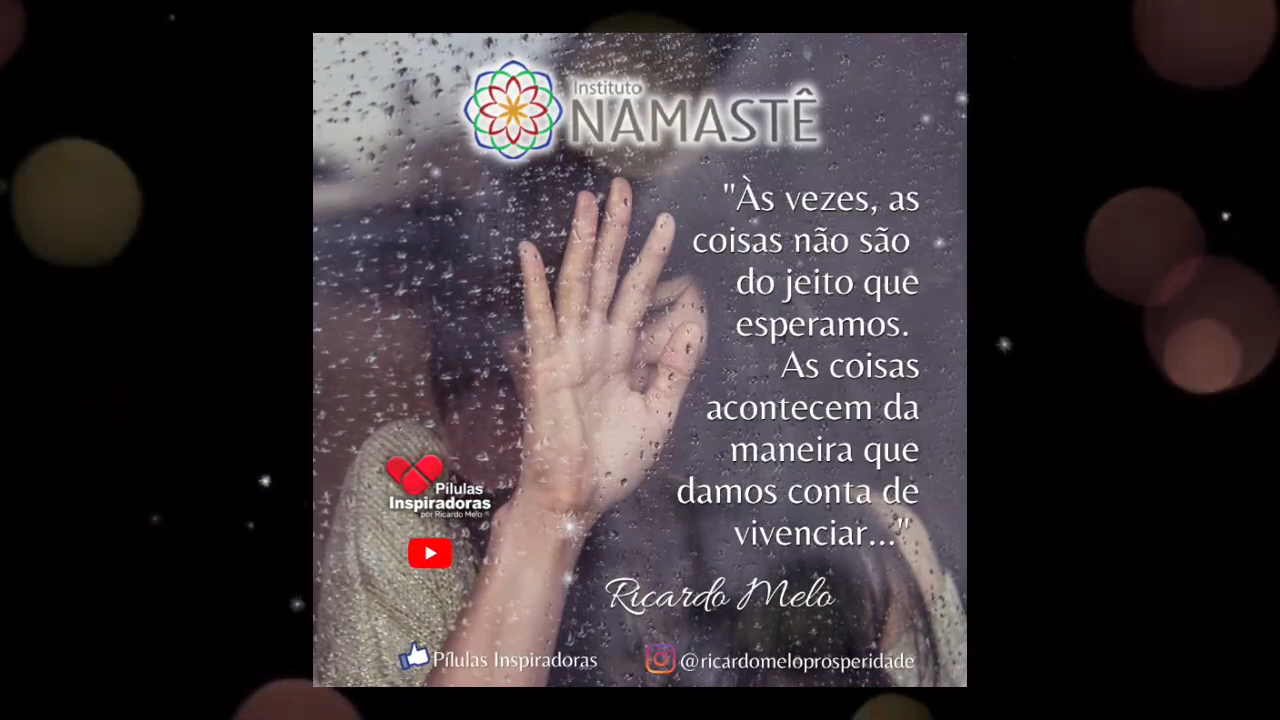 Instituto
NAMASTÊ
"Às vezes, as
coisas não são
do jeito que
esperamos.
As coisas
acontecem da
maneira que
damos conta de
vivenciar..."
Pílulas
Inspiradoras
por Ricardo Melo
Ricardo Melo
Pílulas Inspiradoras
@ricardomeloprosperidade